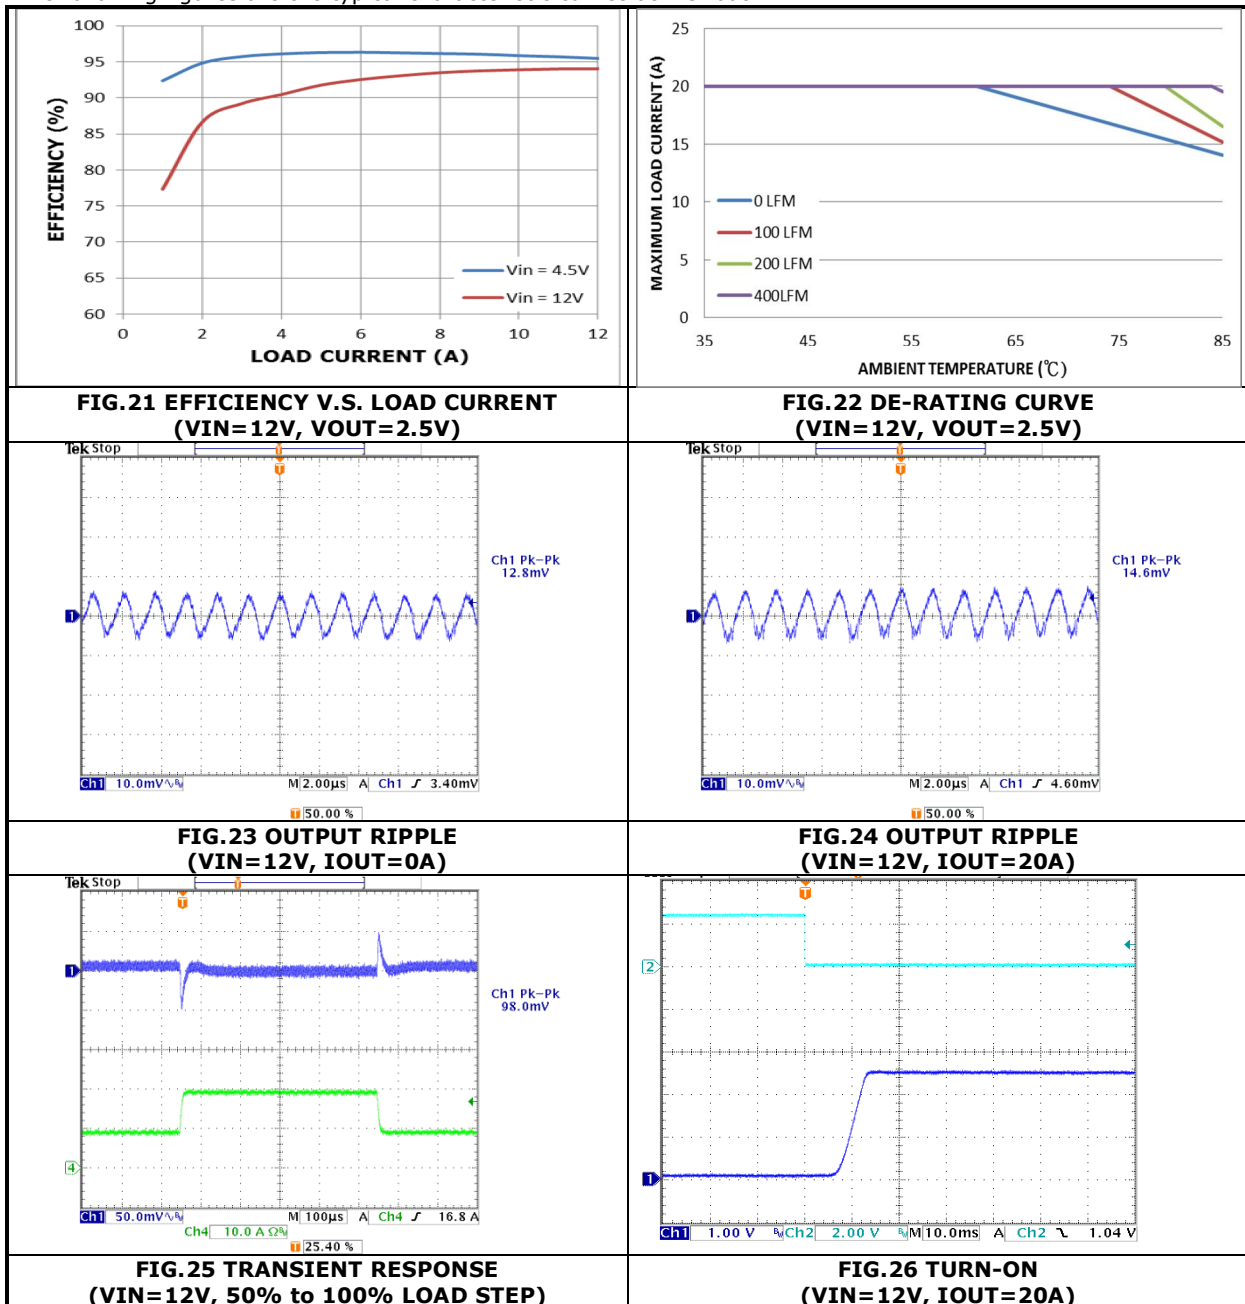 100
95
90
85
80
75
70
65
60
EFFICIENCY (%)
Vin = 4.5V
Vin = 12V
0 2 4 6 8 10 12
LOAD CURRENT (A)
25
20
15
10
5
0
MAXIMUM LOAD CURRENT (A)
0 LFM
100 LFM
200 LFM
400LFM
35 45 55 65 75 85
AMBIENT TEMPERATURE (℃)
FIG.21 EFFICIENCY V.S. LOAD CURRENT
(VIN=12V, VOUT=2.5V)
FIG.22 DE-RATING CURVE
(VIN=12V, VOUT=2.5V)
Tek Stop
T
T
1
Ch1 Pk-Pk
12.8mV
Ch1 10.0mV∿ M 2.00µs A Ch1 ƒ 3.40mV
T 50.00 %
Tek Stop
T
T
1
Ch1 Pk-Pk
14.6mV
Ch1 10.0mV∿ M 2.00µs A Ch1 ƒ 4.60mV
T 50.00 %
FIG.23 OUTPUT RIPPLE
(VIN=12V, IOUT=0A)
FIG.24 OUTPUT RIPPLE
(VIN=12V, IOUT=20A)
Tek Stop
T
T
1
Ch1 Pk-Pk
98.0mV
4
Ch1 50.0mV∿ M 100µs A Ch4 ƒ 16.8 A
Ch4 10.0 A Ω
T 25.40 %
T
2
1
Ch1 1.00 V Ch2 2.00 V M 10.0ms A Ch2 1.04 V
FIG.25 TRANSIENT RESPONSE
(VIN=12V, 50% to 100% LOAD STEP)
FIG.26 TURN-ON
(VIN=12V, IOUT=20A)